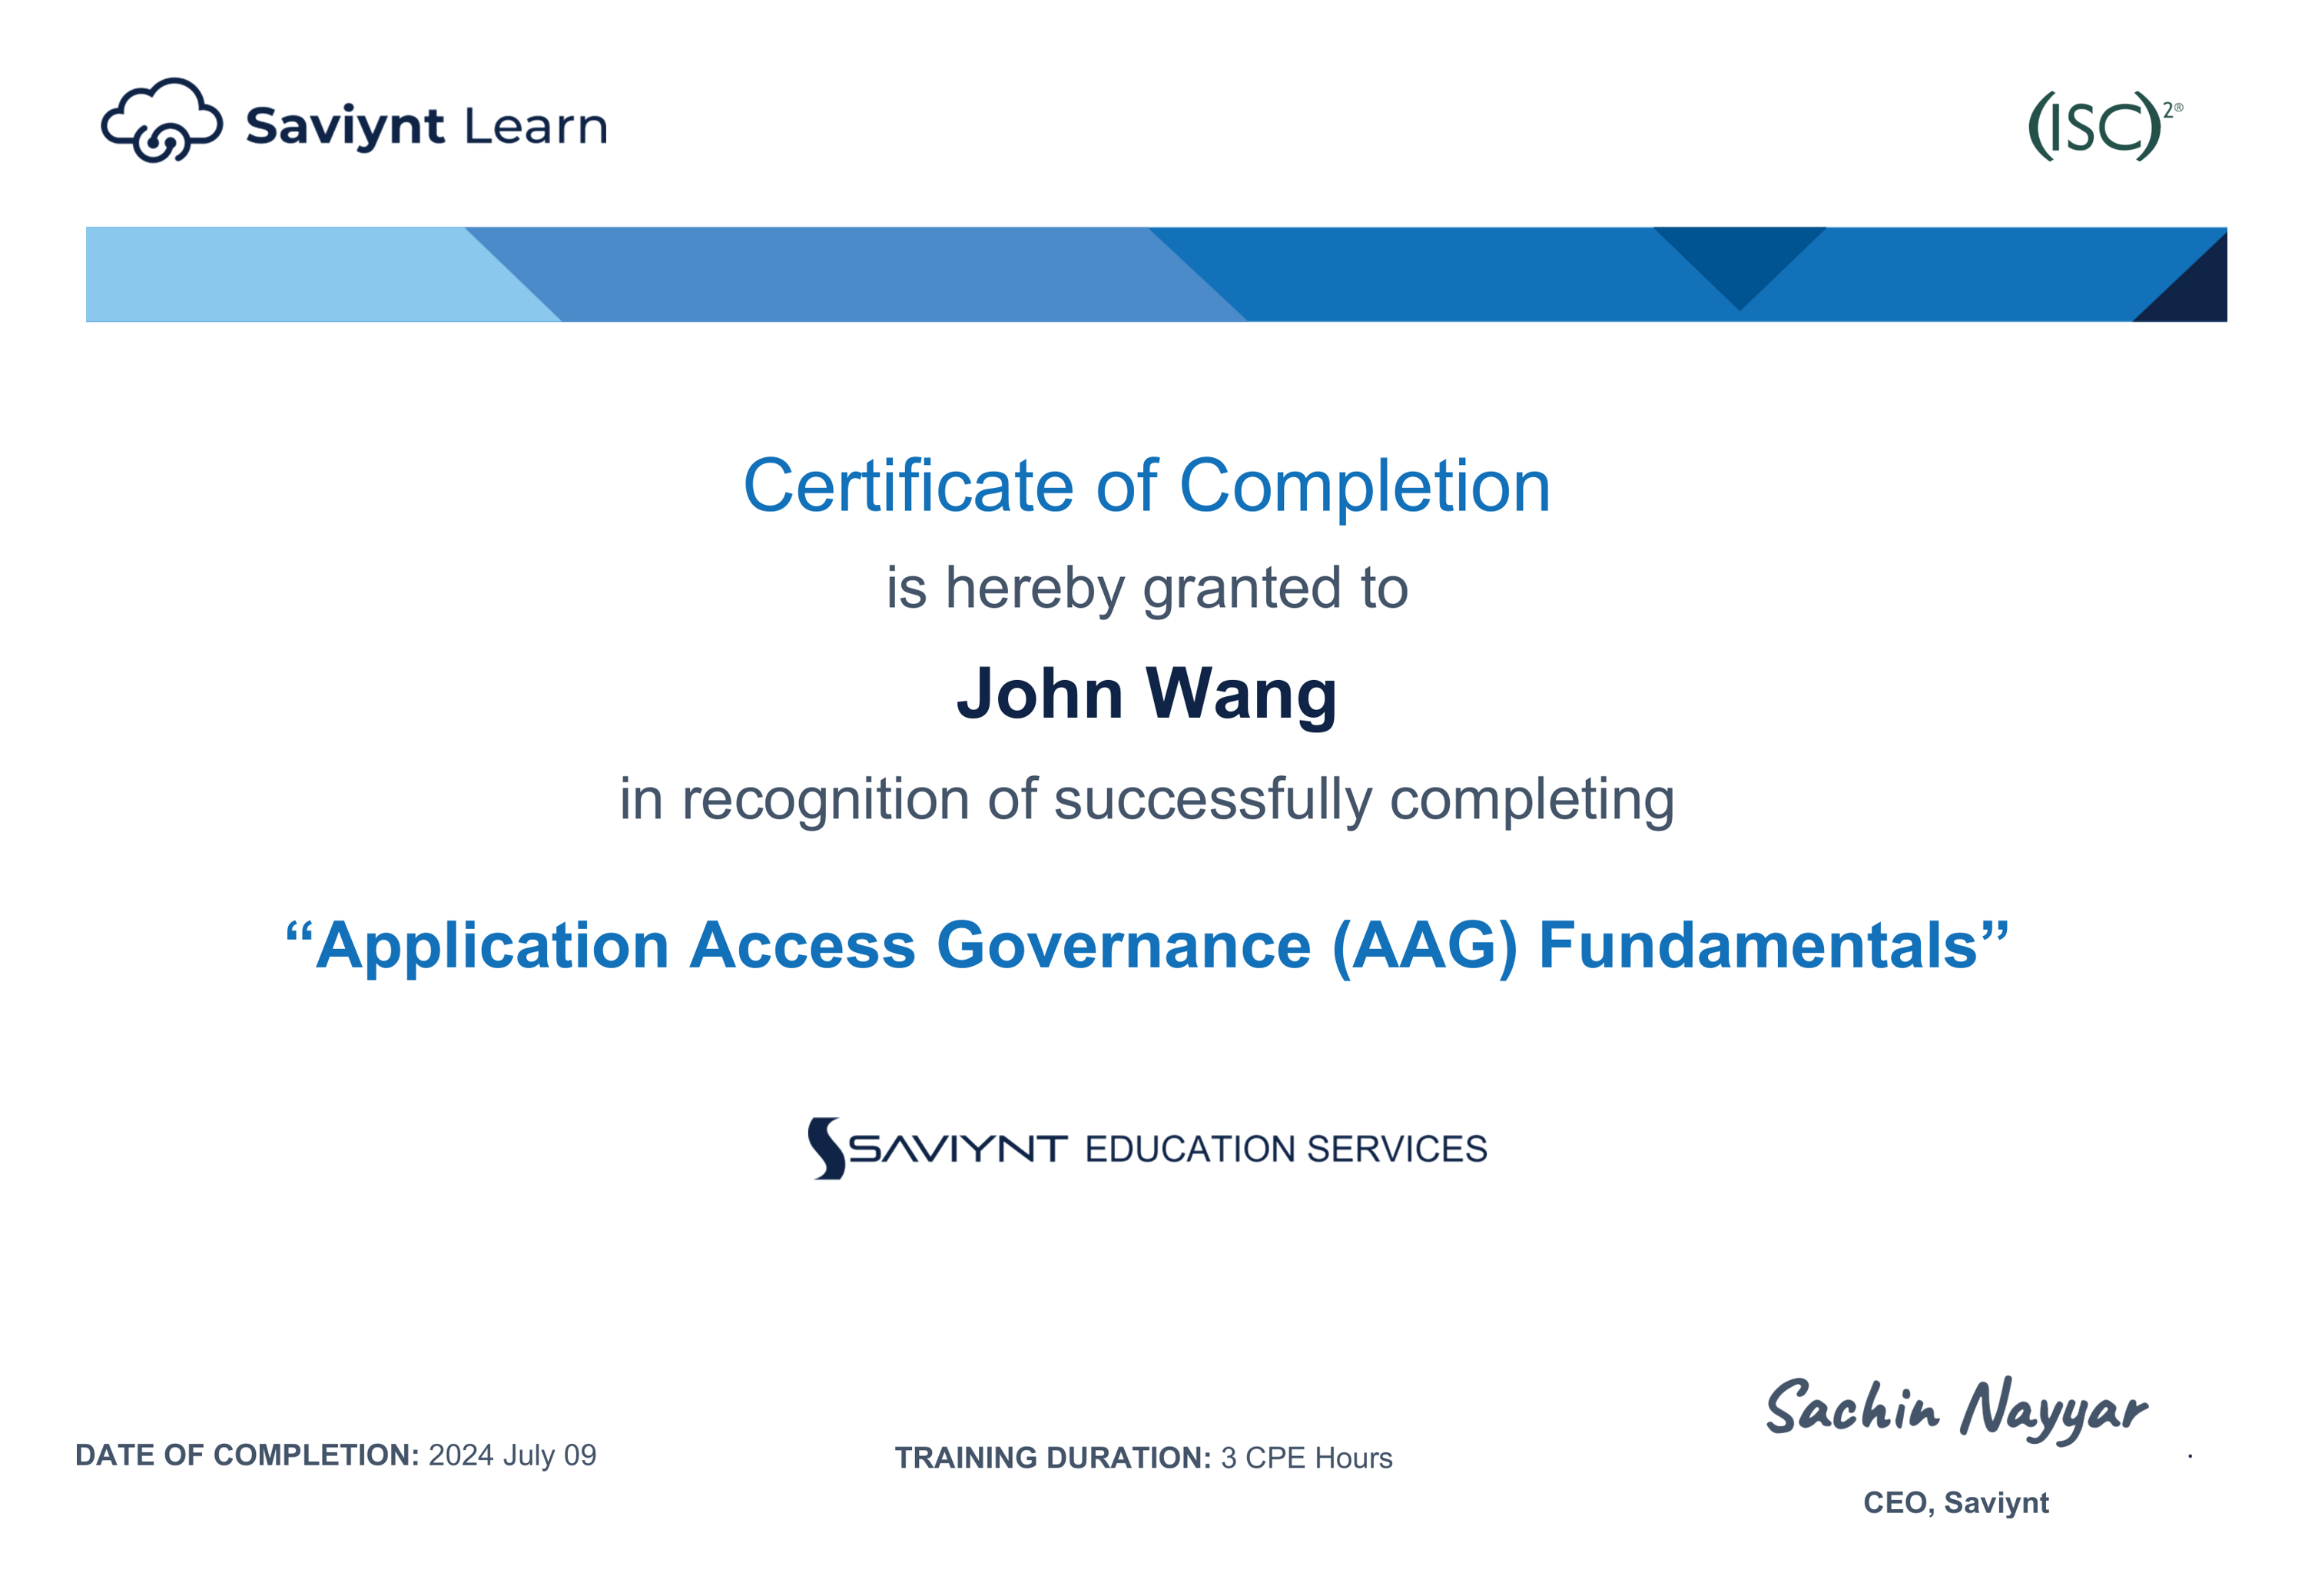 Saviynt Learn
(ISC)²®
Certificate of Completion
is hereby granted to
John Wang
in recognition of successfully completing
“Application Access Governance (AAG) Fundamentals”
SAVIYNT EDUCATION SERVICES
Sachin Nayyar
DATE OF COMPLETION: 2024 July 09
TRAINING DURATION: 3 CPE Hours
.
CEO, Saviynt